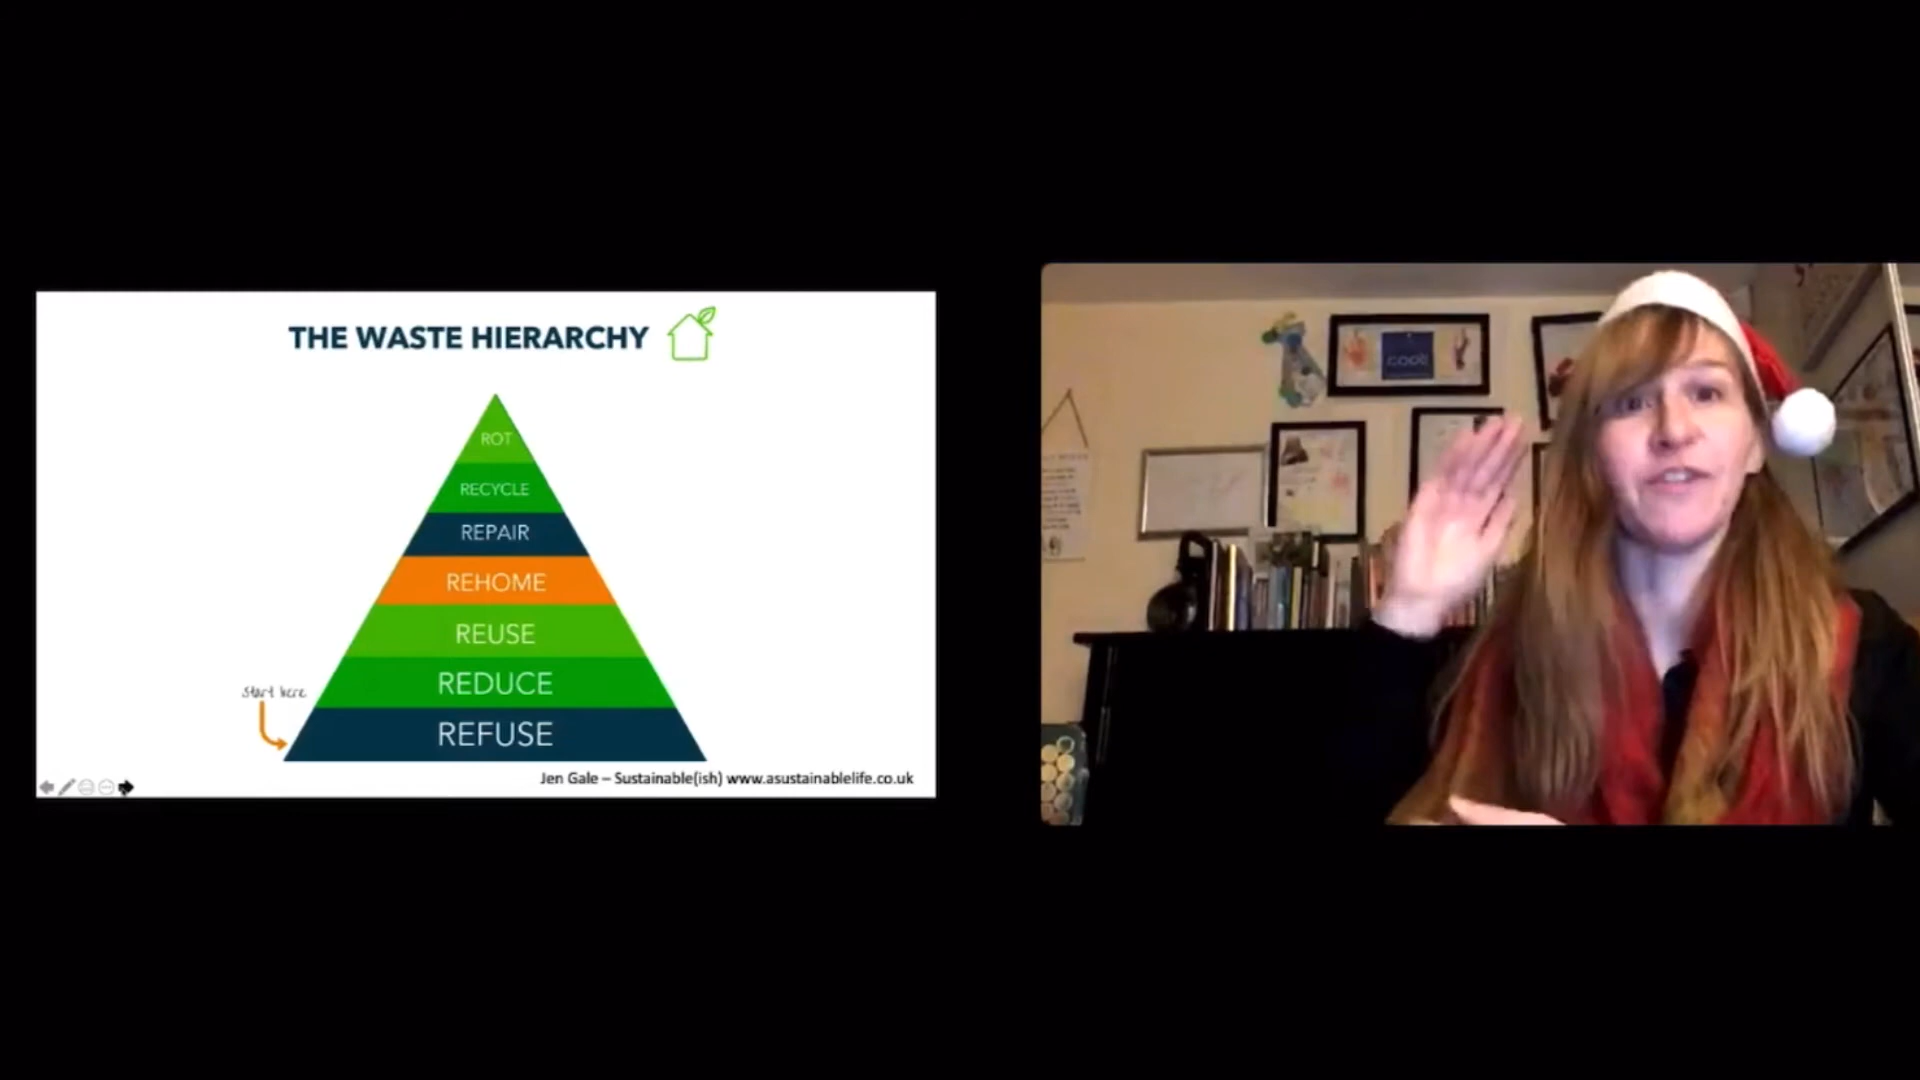 THE WASTE HIERARCHY
ROT
RECYCLE
REPAIR
REHOME
REUSE
REDUCE
Start here
REFUSE
Jen Gale – Sustainable(ish) www.asustainablelife.co.uk